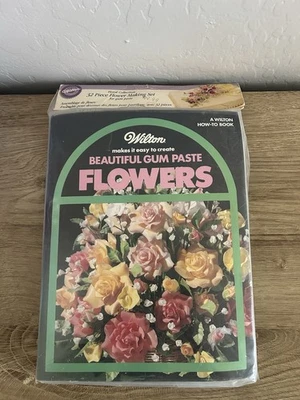 Wilton
32 Piece Flower Making Set
A WILTON
HOW-TO BOOK
Wilton
makes it easy to create
BEAUTIFUL GUM PASTE
FLOWERS